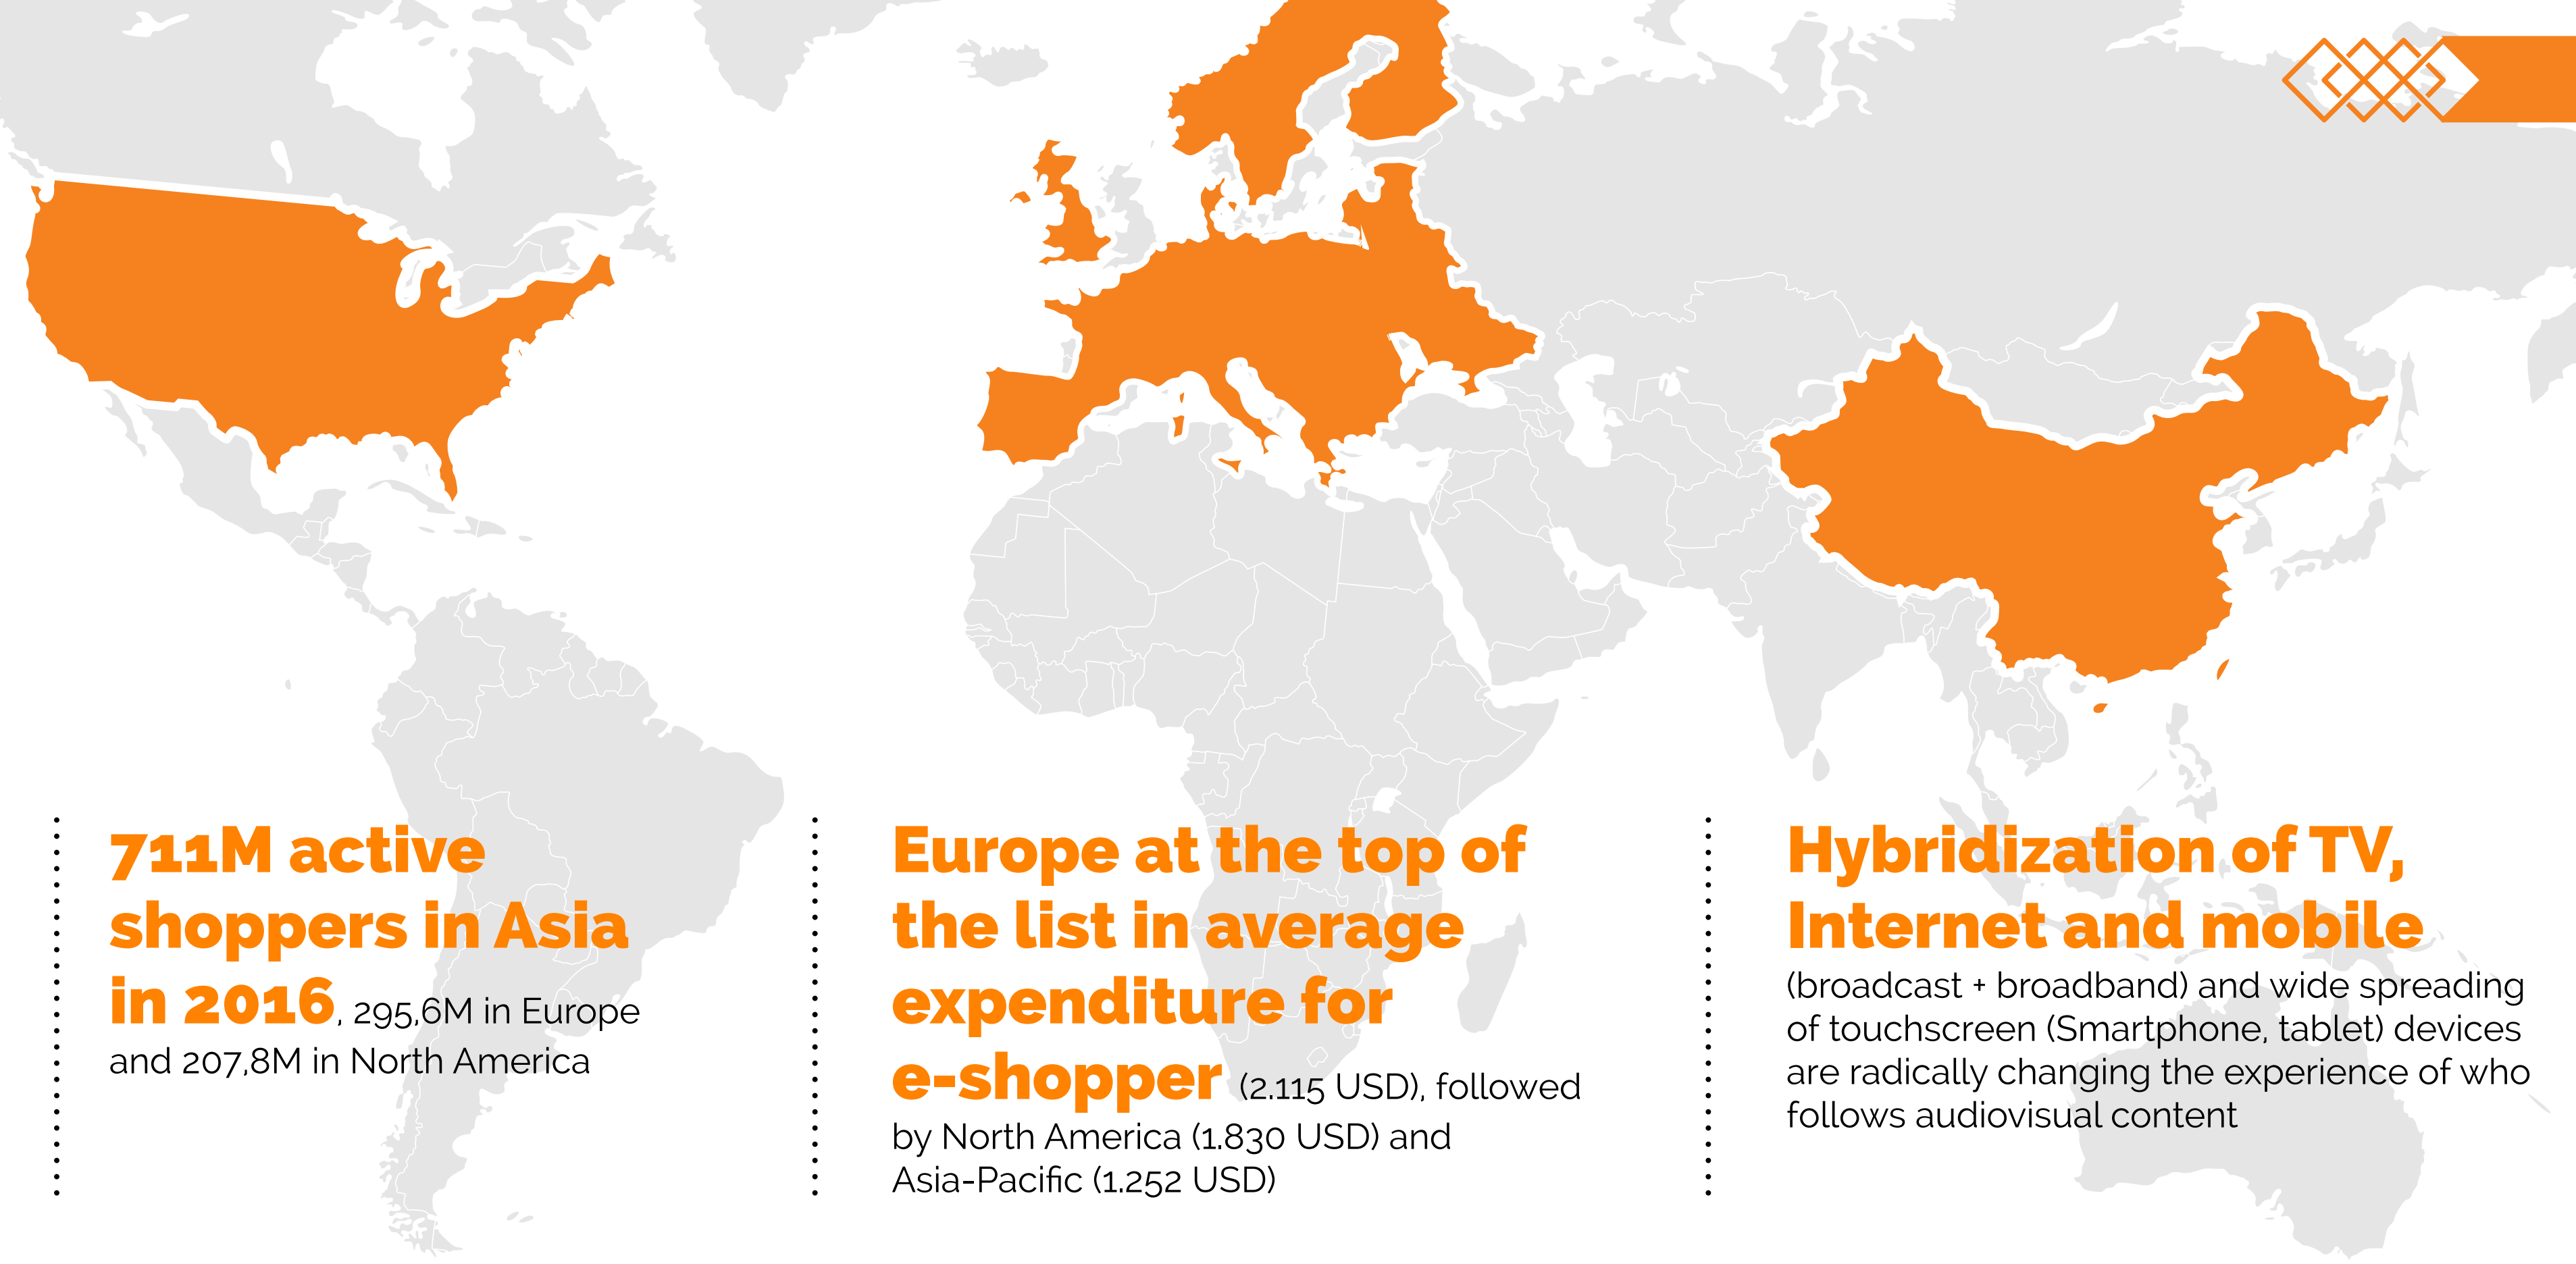 711M active
shoppers in Asia
in 2016, 295,6M in Europe
and 207,8M in North America
Europe at the top of
the list in average
expenditure for
e-shopper (2.115 USD), followed
by North America (1.830 USD) and
Asia-Pacific (1.252 USD)
Hybridization of TV,
Internet and mobile
(broadcast + broadband) and wide spreading
of touchscreen (Smartphone, tablet) devices
are radically changing the experience of who
follows audiovisual content